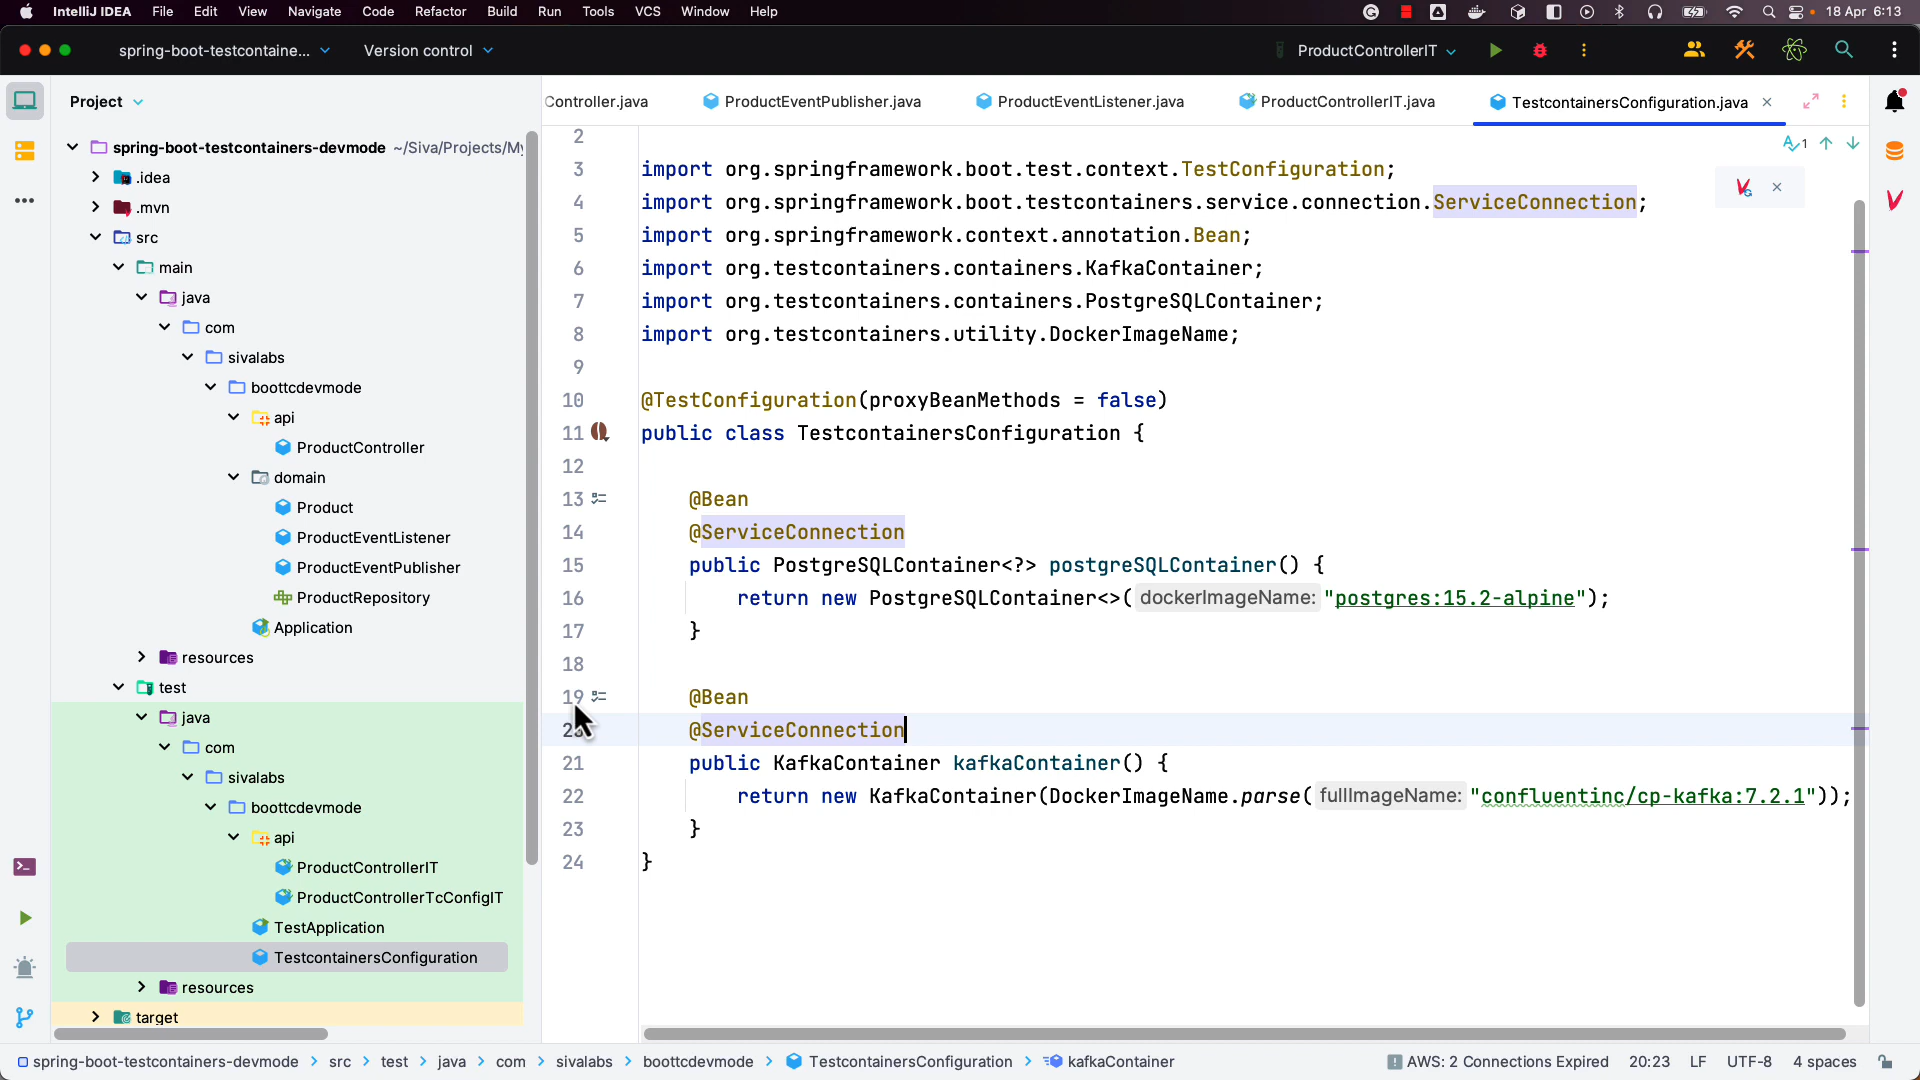 IntelliJ IDEA File Edit View Navigate Code Refactor Build Run Tools VCS Window Help 18 Apr 6:13
spring-boot-testcontaine... Version control ProductControllerIT
Project
Controller.java ProductEventPublisher.java ProductEventListener.java ProductControllerIT.java TestcontainersConfiguration.java
spring-boot-testcontainers-devmode ~/Siva/Projects/My
.idea
.mvn
src
main
java
com
sivalabs
boottcdevmode
api
ProductController
domain
Product
ProductEventListener
ProductEventPublisher
ProductRepository
Application
resources
test
java
com
sivalabs
boottcdevmode
api
ProductControllerIT
ProductControllerTcConfigIT
TestApplication
TestcontainersConfiguration
resources
target
1
2
3 import org.springframework.boot.test.context.TestConfiguration;
4 import org.springframework.boot.testcontainers.service.connection.ServiceConnection;
5 import org.springframework.context.annotation.Bean;
6 import org.testcontainers.containers.KafkaContainer;
7 import org.testcontainers.containers.PostgreSQLContainer;
8 import org.testcontainers.utility.DockerImageName;
9
10 @TestConfiguration(proxyBeanMethods = false)
11 public class TestcontainersConfiguration {
12
13 @Bean
14 @ServiceConnection
15 public PostgreSQLContainer<?> postgreSQLContainer() {
16 return new PostgreSQLContainer<>( dockerImageName: "postgres:15.2-alpine");
17 }
18
19 @Bean
20 @ServiceConnection
21 public KafkaContainer kafkaContainer() {
22 return new KafkaContainer(DockerImageName.parse( fullImageName: "confluentinc/cp-kafka:7.2.1"));
23 }
24 }
spring-boot-testcontainers-devmode > src > test > java > com > sivalabs > boottcdevmode > TestcontainersConfiguration > kafkaContainer AWS: 2 Connections Expired 20:23 LF UTF-8 4 spaces